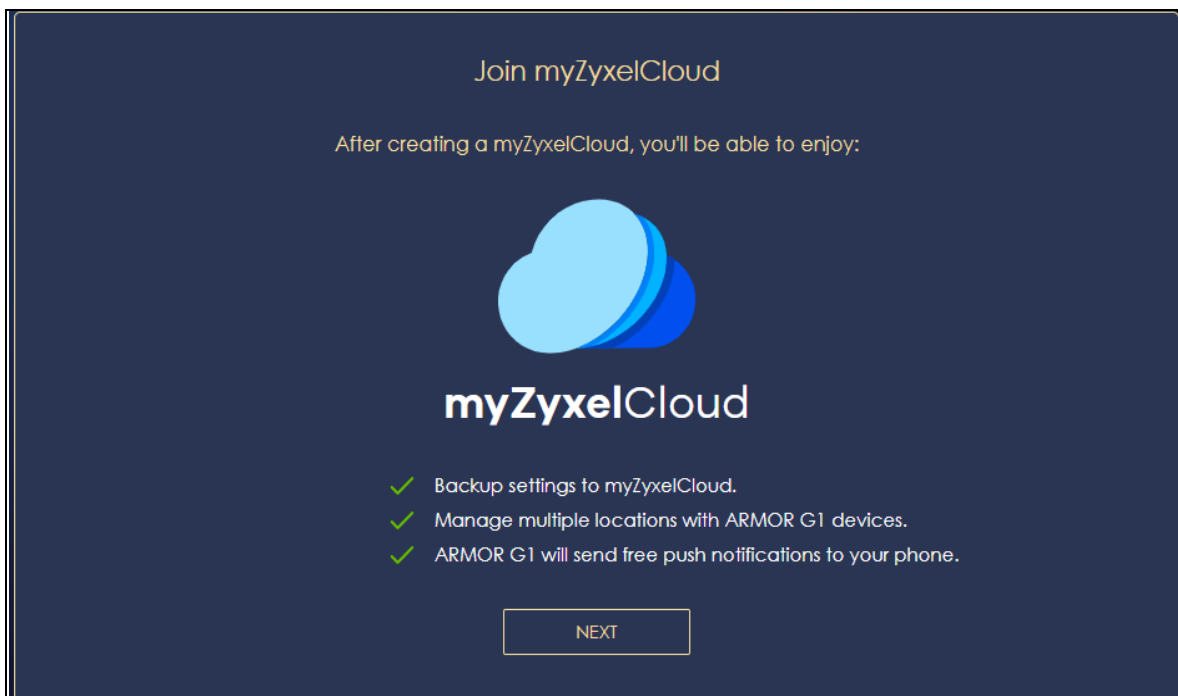 Join myZyxelCloud
After creating a myZyxelCloud, you'll be able to enjoy:
myZyxelCloud
Backup settings to myZyxelCloud.
Manage multiple locations with ARMOR G1 devices.
ARMOR G1 will send free push notifications to your phone.
NEXT